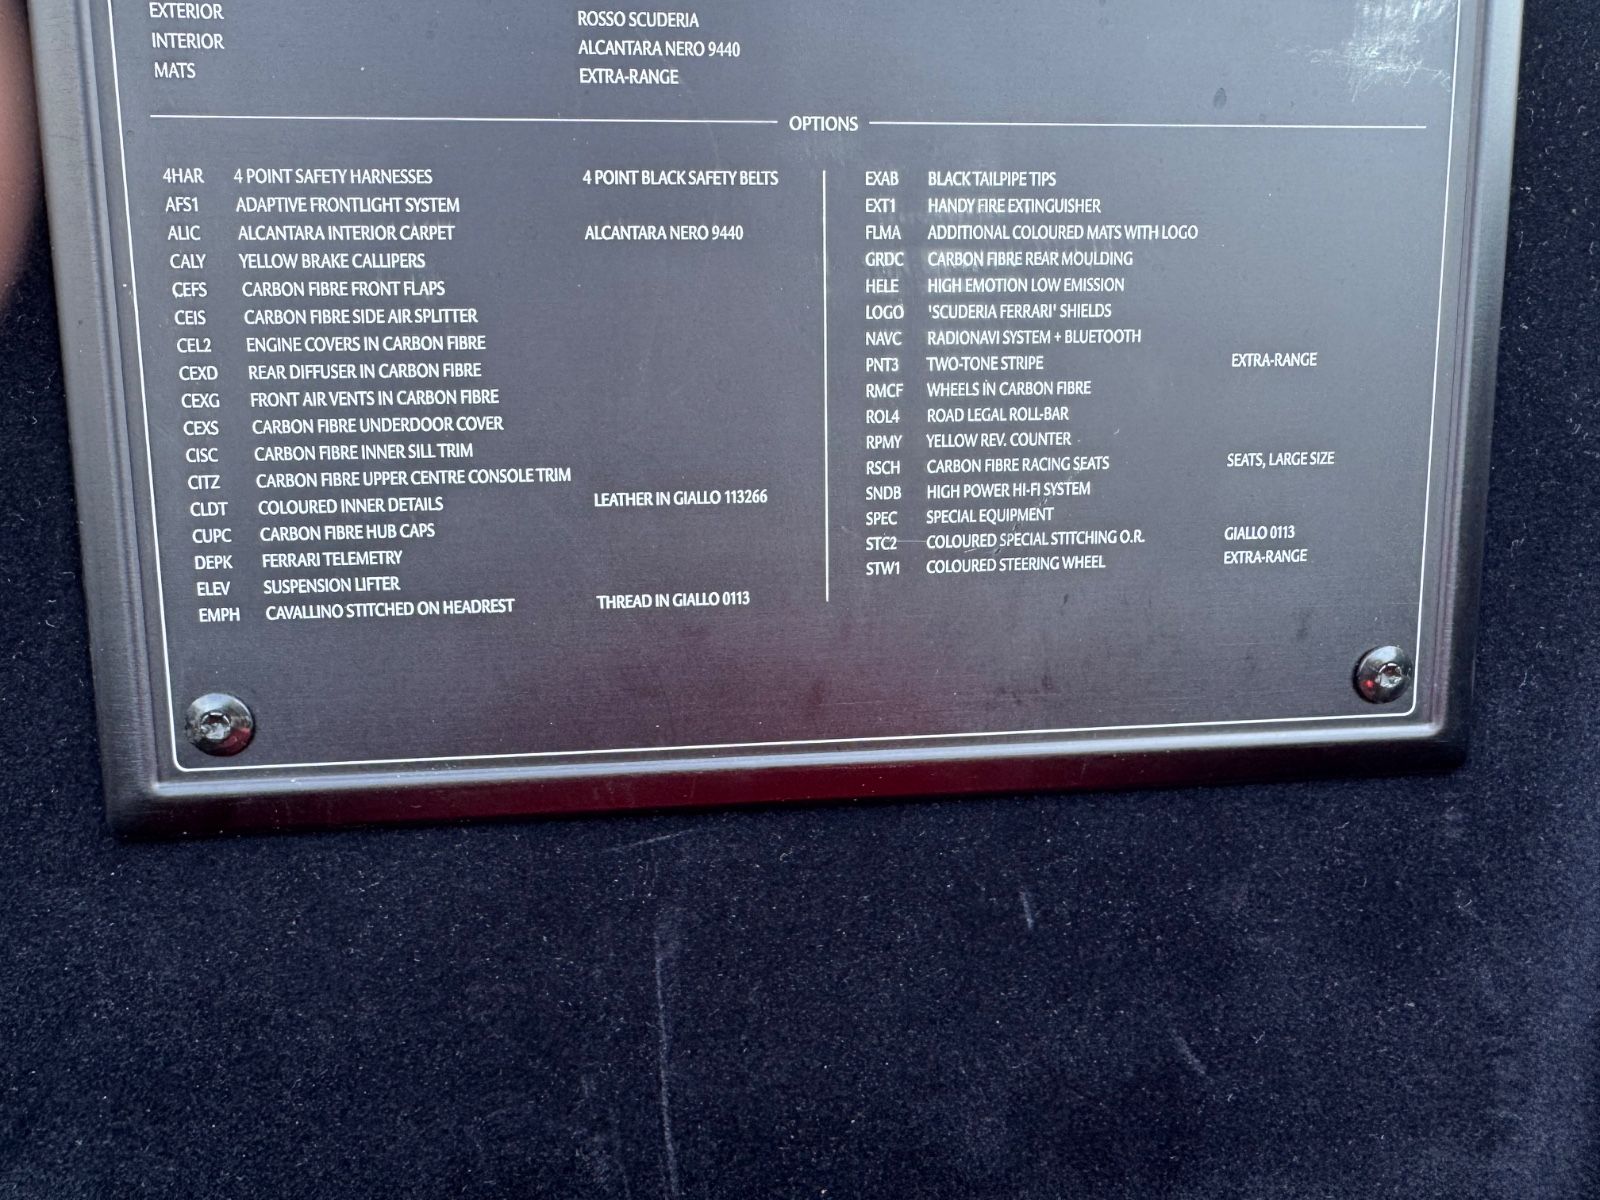 EXTERIOR ROSSO SCUDERIA
INTERIOR ALCANTARA NERO 9440
MATS EXTRA-RANGE
OPTIONS
4HAR 4 POINT SAFETY HARNESSES 4 POINT BLACK SAFETY BELTS
AFS1 ADAPTIVE FRONTLIGHT SYSTEM
ALIC ALCANTARA INTERIOR CARPET ALCANTARA NERO 9440
CALY YELLOW BRAKE CALLIPERS
CEFS CARBON FIBRE FRONT FLAPS
CEIS CARBON FIBRE SIDE AIR SPLITTER
CEL2 ENGINE COVERS IN CARBON FIBRE
CEXD REAR DIFFUSER IN CARBON FIBRE
CEXG FRONT AIR VENTS IN CARBON FIBRE
CEXS CARBON FIBRE UNDERDOOR COVER
CISC CARBON FIBRE INNER SILL TRIM
CITZ CARBON FIBRE UPPER CENTRE CONSOLE TRIM
CLDT COLOURED INNER DETAILS LEATHER IN GIALLO 113266
CUPC CARBON FIBRE HUB CAPS
DEPK FERRARI TELEMETRY
ELEV SUSPENSION LIFTER
EMPH CAVALLINO STITCHED ON HEADREST THREAD IN GIALLO 0113
EXAB BLACK TAILPIPE TIPS
EXT1 HANDY FIRE EXTINGUISHER
FLMA ADDITIONAL COLOURED MATS WITH LOGO
GRDC CARBON FIBRE REAR MOULDING
HELE HIGH EMOTION LOW EMISSION
LOGO 'SCUDERIA FERRARI' SHIELDS
NAVC RADIONAVI SYSTEM + BLUETOOTH
PNT3 TWO-TONE STRIPE EXTRA-RANGE
RMCF WHEELS IN CARBON FIBRE
ROL4 ROAD LEGAL ROLL-BAR
RPMY YELLOW REV. COUNTER
RSCH CARBON FIBRE RACING SEATS SEATS, LARGE SIZE
SNDB HIGH POWER HI-FI SYSTEM
SPEC SPECIAL EQUIPMENT
STC2 COLOURED SPECIAL STITCHING O.R. GIALLO 0113
STW1 COLOURED STEERING WHEEL EXTRA-RANGE